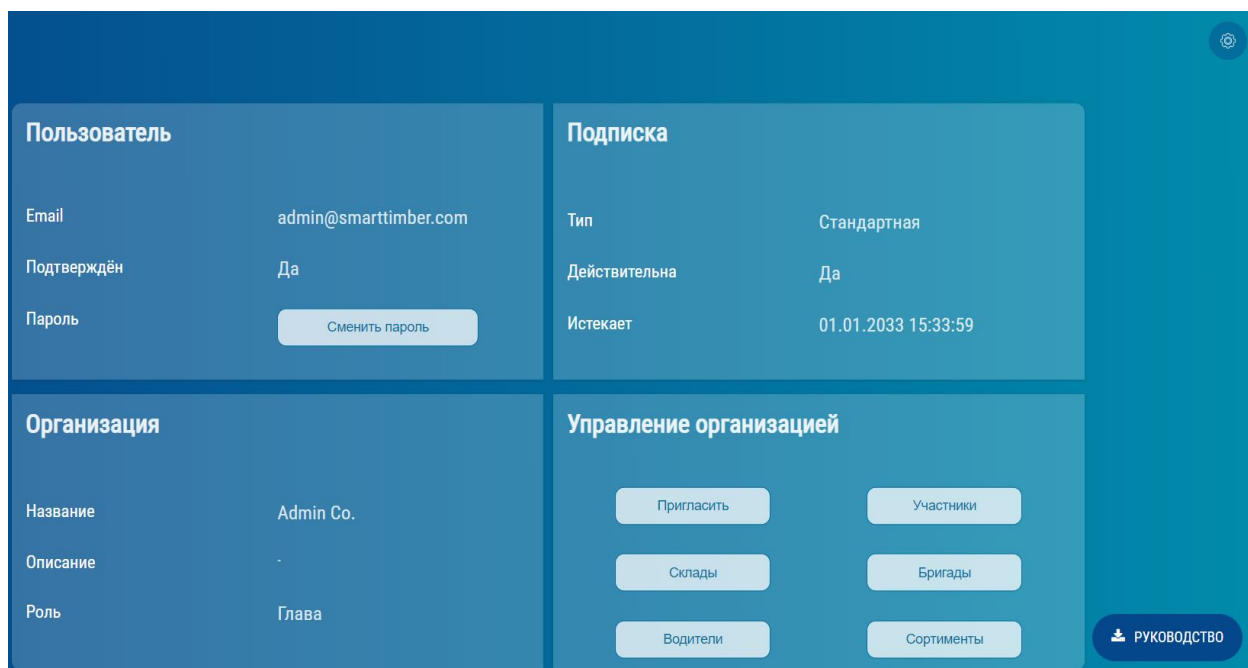 Пользователь
Email admin@smarttimber.com
Подтверждён Да
Пароль Сменить пароль
Подписка
Тип Стандартная
Действительна Да
Истекает 01.01.2033 15:33:59
Организация
Название Admin Co.
Описание -
Роль Глава
Управление организацией
Пригласить Участники
Склады Бригады
Водители Сортименты
РУКОВОДСТВО